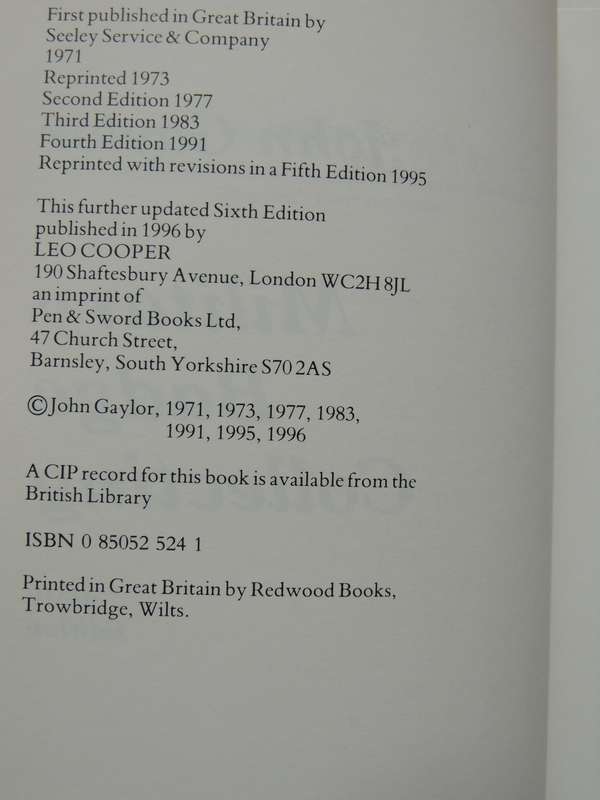 First published in Great Britain by
Seeley Service & Company
1971
Reprinted 1973
Second Edition 1977
Third Edition 1983
Fourth Edition 1991
Reprinted with revisions in a Fifth Edition 1995
This further updated Sixth Edition
published in 1996 by
LEO COOPER
190 Shaftesbury Avenue, London WC2H 8JL
an imprint of
Pen & Sword Books Ltd,
47 Church Street,
Barnsley, South Yorkshire S70 2AS
©John Gaylor, 1971, 1973, 1977, 1983,
1991, 1995, 1996
A CIP record for this book is available from the
British Library
ISBN 0 85052 524 1
Printed in Great Britain by Redwood Books,
Trowbridge, Wilts.